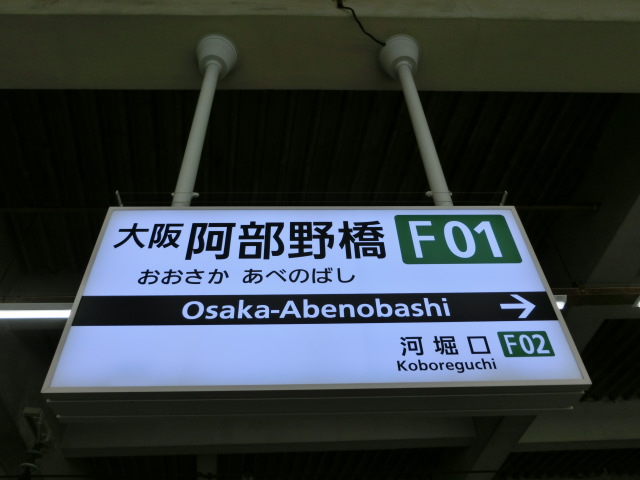 大阪阿部野橋 F01
おおさか あべのばし
Osaka-Abenobashi
河堀口 F02
Koboreguchi